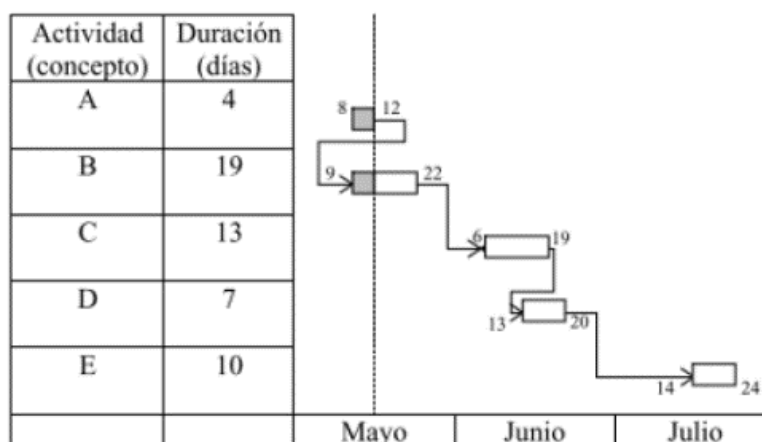 Actividad Duración
(concepto) (días)
A 4 8 12
B 19 9 22
C 13 6 19
D 7 13 20
E 10 14 24
Mayo Junio Julio